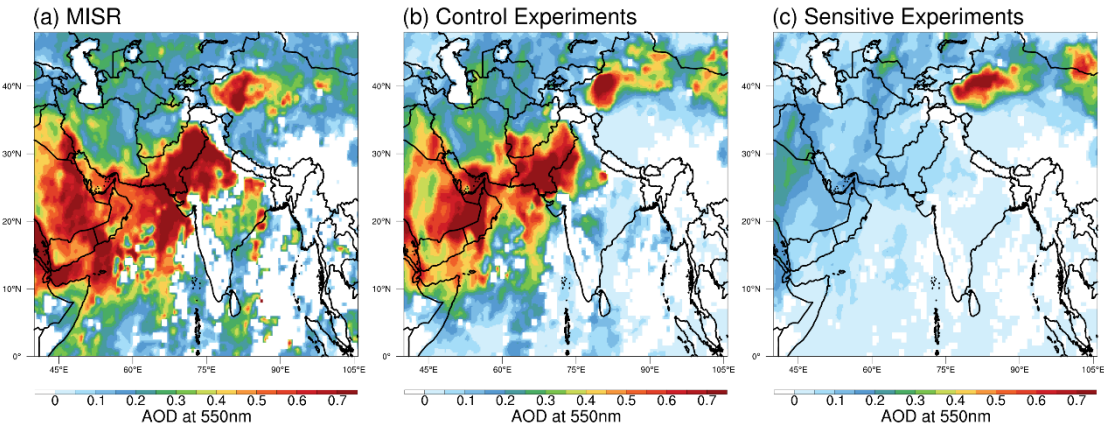 (a) MISR
(b) Control Experiments
(c) Sensitive Experiments
40°N
30°N
20°N
10°N
0°
45°E
60°E
75°E
90°E
105°E
40°N
30°N
20°N
10°N
0°
45°E
60°E
75°E
90°E
105°E
40°N
30°N
20°N
10°N
0°
45°E
60°E
75°E
90°E
105°E
0 0.1 0.2 0.3 0.4 0.5 0.6 0.7
AOD at 550nm
0 0.1 0.2 0.3 0.4 0.5 0.6 0.7
AOD at 550nm
0 0.1 0.2 0.3 0.4 0.5 0.6 0.7
AOD at 550nm